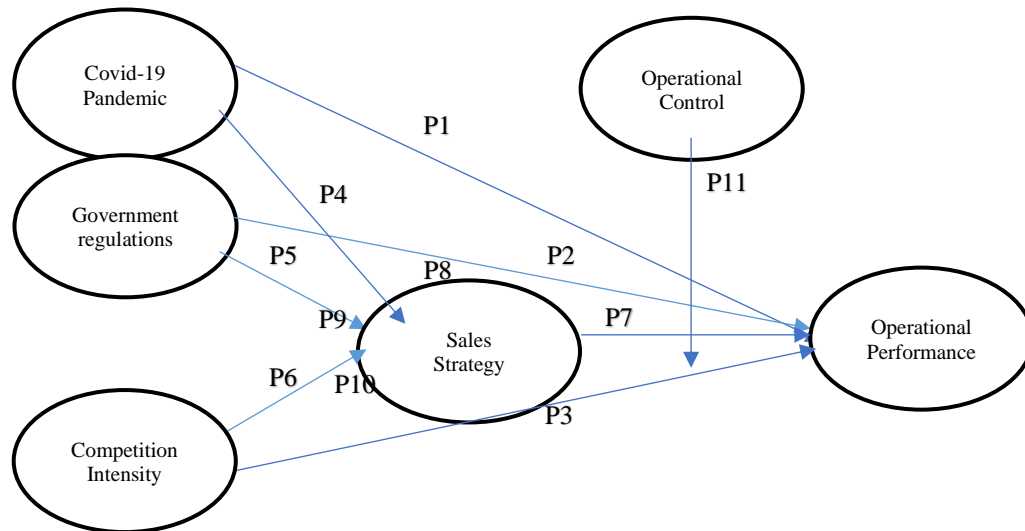 Covid-19
Pandemic
Operational
Control
P1
P11
P4
Government
regulations
P5
P8
P2
P9
P7
Sales
Strategy
Operational
Performance
P6
P10
P3
Competition
Intensity